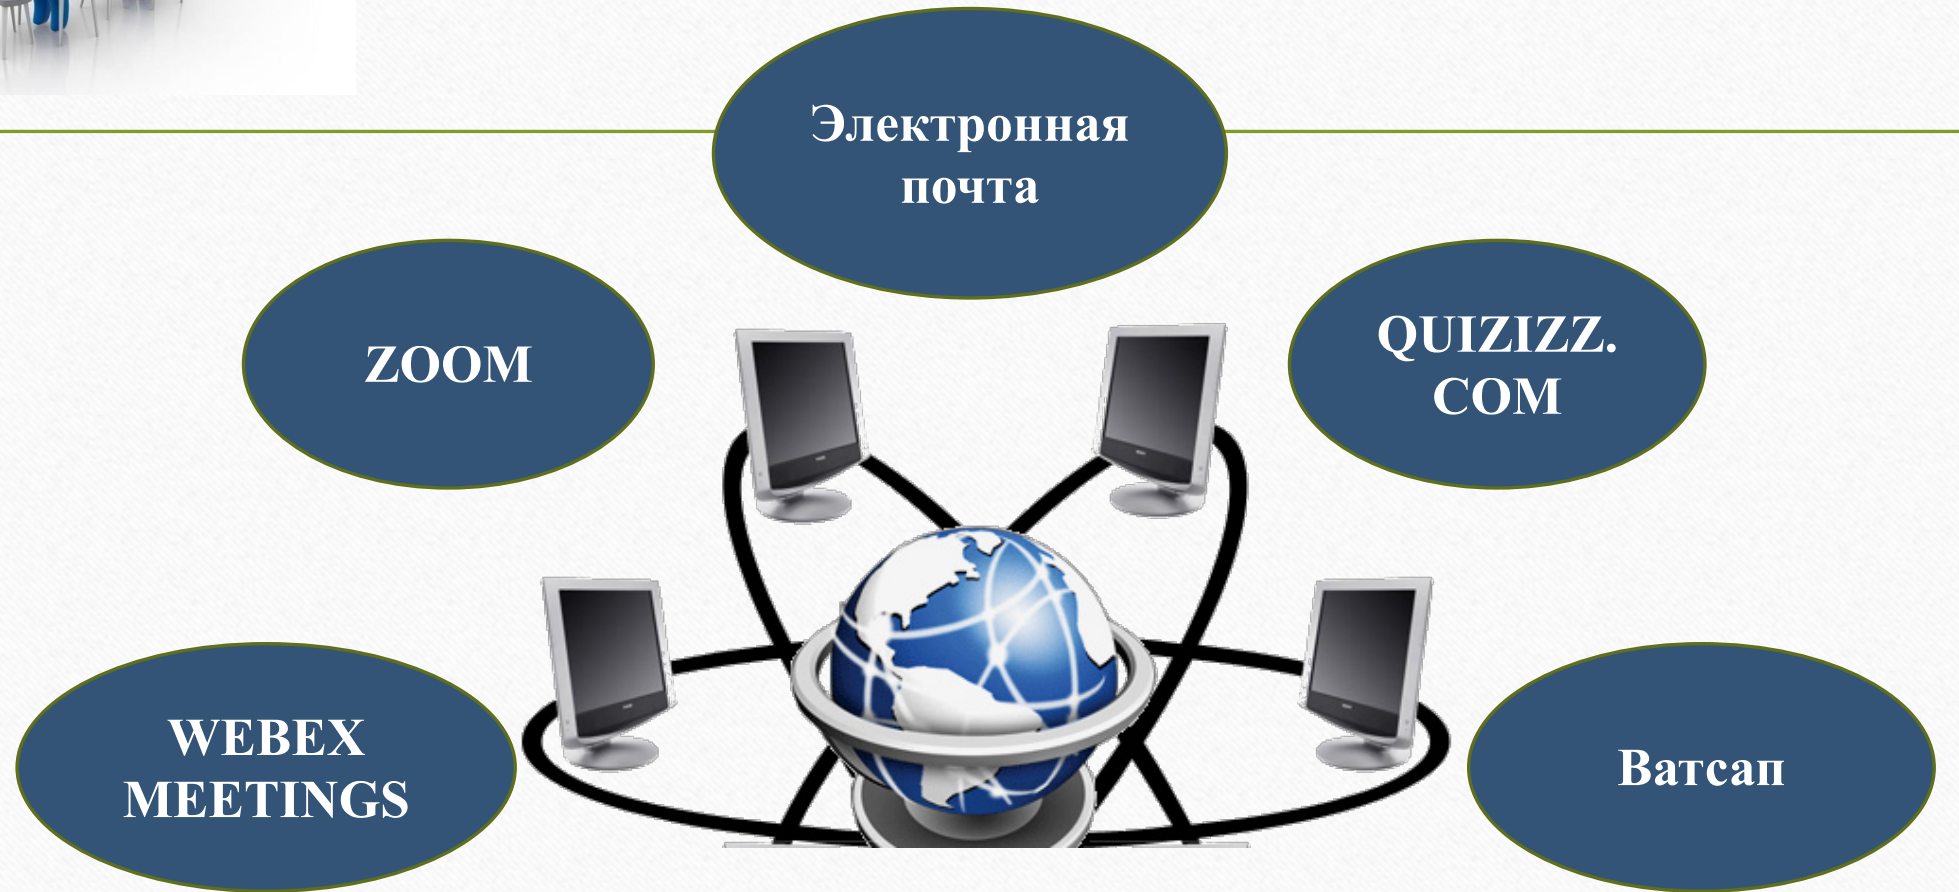 Электронная
почта
ZOOM
QUIZIZZ.
COM
WEBEX
MEETINGS
Ватсап